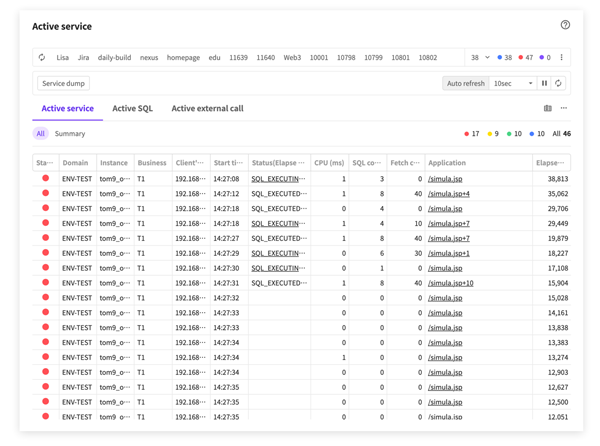 Active service
Lisa Jira daily-build nexus homepage edu 11639 11640 Web3 10001 10798 10799 10801 10802 38 38 47 0
Service dump Auto refresh 10sec
Active service Active SQL Active external call
All Summary 17 9 10 10 All 46
Sta··· Domain Instance Business Client'··· Start ti··· Status(Elapse ··· CPU (ms) SQL co··· Fetch c··· Application Elapse···
ENV-TEST tom9_o··· T1 192.168··· 14:27:08 SQL_EXECUTIN··· 1 3 0 /simula.jsp 38,813
ENV-TEST tom9_o··· T1 192.168··· 14:27:12 SQL_EXECUTED··· 1 8 40 /simula.jsp+4 35,062
ENV-TEST tom9_o··· T1 192.168··· 14:27:18 SQL_EXECUTED··· 0 4 0 /simula.jsp 29,706
ENV-TEST tom9_o··· T1 192.168··· 14:27:18 SQL_EXECUTIN··· 1 4 10 /simula.jsp+7 29,449
ENV-TEST tom9_o··· T1 192.168··· 14:27:27 SQL_EXECUTED··· 1 8 40 /simula.jsp+7 19,879
ENV-TEST tom9_o··· T1 192.168··· 14:27:29 SQL_EXECUTIN··· 0 6 30 /simula.jsp+1 18,227
ENV-TEST tom9_o··· T1 192.168··· 14:27:30 SQL_EXECUTIN··· 0 1 0 /simula.jsp 17,108
ENV-TEST tom9_o··· T1 192.168··· 14:27:31 SQL_EXECUTED··· 1 8 40 /simula.jsp+10 15,904
ENV-TEST tom9_o··· T1 192.168··· 14:27:32 0 0 0 /simula.jsp 15,028
ENV-TEST tom9_o··· T1 192.168··· 14:27:33 0 0 0 /simula.jsp 14,161
ENV-TEST tom9_o··· T1 192.168··· 14:27:33 0 0 0 /simula.jsp 13,838
ENV-TEST tom9_o··· T1 192.168··· 14:27:34 0 0 0 /simula.jsp 13,383
ENV-TEST tom9_o··· T1 192.168··· 14:27:34 1 0 0 /simula.jsp 13,274
ENV-TEST tom9_o··· T1 192.168··· 14:27:34 0 0 0 /simula.jsp 12,903
ENV-TEST tom9_o··· T1 192.168··· 14:27:35 0 0 0 /simula.jsp 12,627
ENV-TEST tom9_o··· T1 192.168··· 14:27:35 0 0 0 /simula.jsp 12,500
ENV-TEST tom9_o··· T1 192.168··· 14:27:35 0 0 0 /simula.jsp 12,051